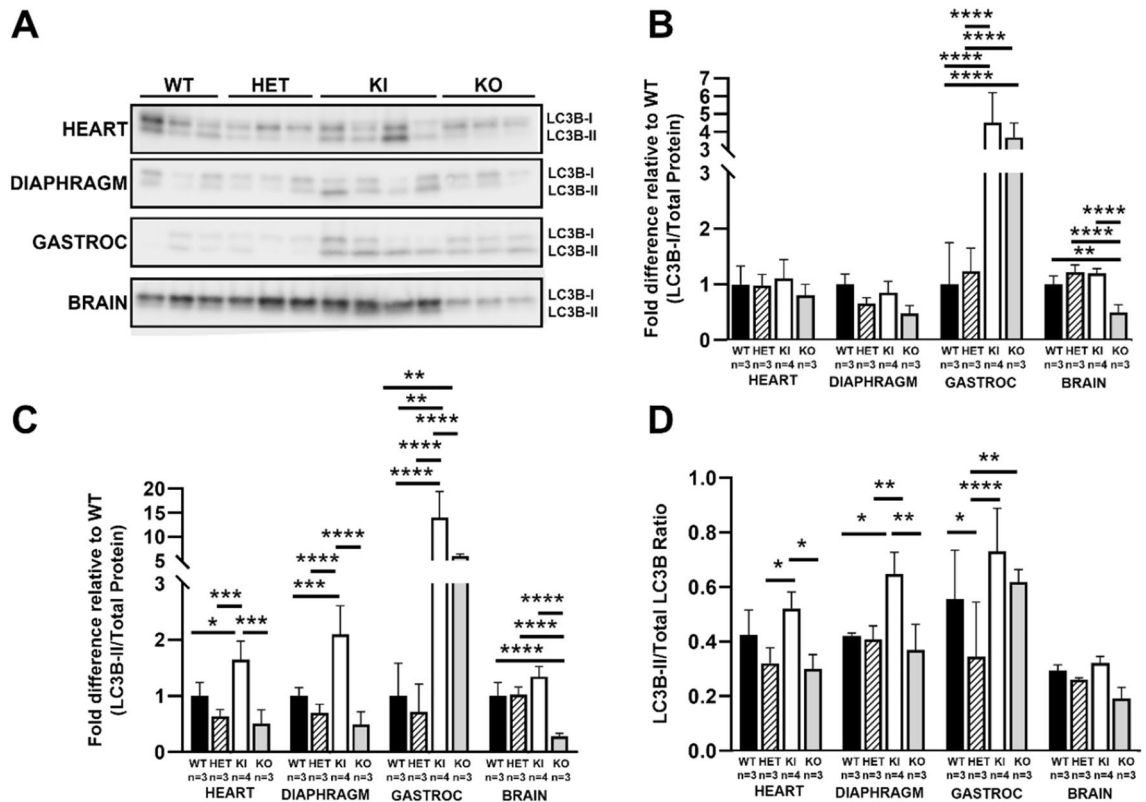 A
WT HET KI KO
HEART LC3B-I
LC3B-II
DIAPHRAGM LC3B-I
LC3B-II
GASTROC LC3B-I
LC3B-II
BRAIN LC3B-I
LC3B-II
B
Fold difference relative to WT
(LC3B-I/Total Protein)
7
6
5
4
3
2
1
0
****
****
****
****
****
****
**
WT HET KI KO WT HET KI KO WT HET KI KO WT HET KI KO
n=3 n=3 n=4 n=3 n=3 n=3 n=4 n=3 n=3 n=3 n=4 n=3 n=3 n=3 n=4 n=3
HEART DIAPHRAGM GASTROC BRAIN
C
Fold difference relative to WT
(LC3B-II/Total Protein)
20
15
10
5
3
2
1
0
***
*
***
****
****
***
**
**
****
****
****
****
****
****
WT HET KI KO WT HET KI KO WT HET KI KO WT HET KI KO
n=3 n=3 n=4 n=3 n=3 n=3 n=4 n=3 n=3 n=3 n=4 n=3 n=3 n=3 n=4 n=3
HEART DIAPHRAGM GASTROC BRAIN
D
LC3B-II/Total LC3B Ratio
1.0
0.8
0.6
0.4
0.2
0.0
*
*
**
*
**
**
****
*
WT HET KI KO WT HET KI KO WT HET KI KO WT HET KI KO
n=3 n=3 n=4 n=3 n=3 n=3 n=4 n=3 n=3 n=3 n=4 n=3 n=3 n=3 n=4 n=3
HEART DIAPHRAGM GASTROC BRAIN